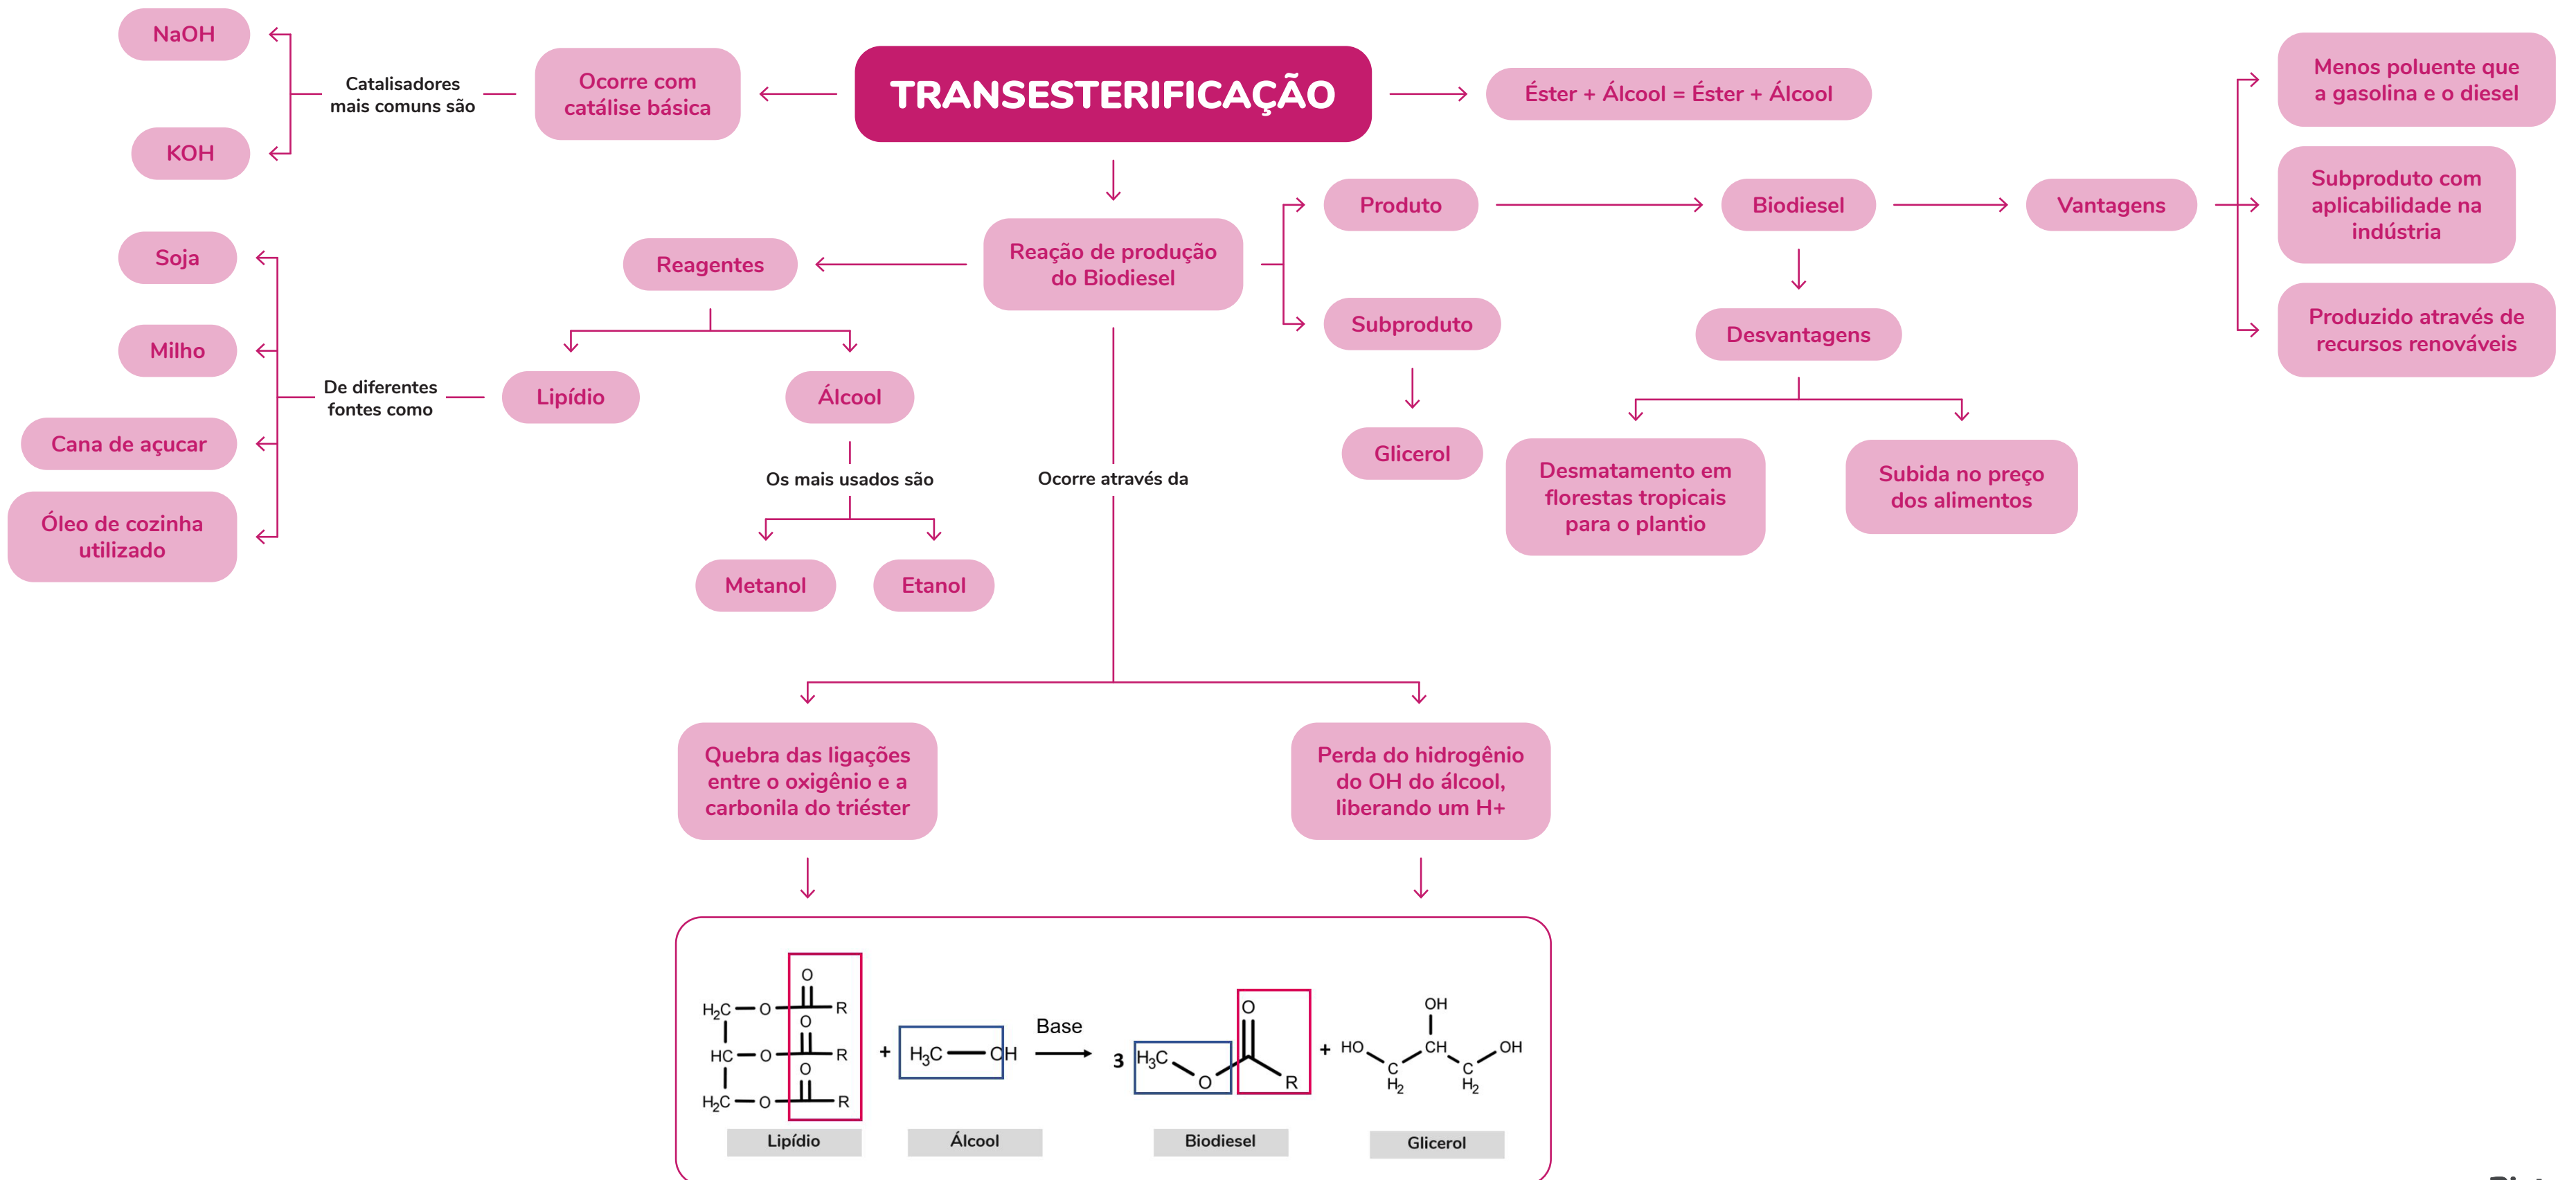 TRANSESTERIFICAÇÃO
Ocorre com
catálise básica
Catalisadores
mais comuns são
NaOH
KOH
Éster + Álcool = Éster + Álcool
Reação de produção
do Biodiesel
Reagentes
Lipídio
De diferentes
fontes como
Soja
Milho
Cana de açucar
Óleo de cozinha
utilizado
Álcool
Os mais usados são
Metanol
Etanol
Produto
Biodiesel
Vantagens
Menos poluente que
a gasolina e o diesel
Subproduto com
aplicabilidade na
indústria
Produzido através de
recursos renováveis
Desvantagens
Desmatamento em
florestas tropicais
para o plantio
Subida no preço
dos alimentos
Subproduto
Glicerol
Ocorre através da
Quebra das ligações
entre o oxigênio e a
carbonila do triéster
Perda do hidrogênio
do OH do álcool,
liberando um H+
O
H₂C O R
O
HC O R
O
H₂C O R
+
H₃C OH
Base
3
H₃C O O R
+
OH
HO CH OH
C C
H₂ H₂
Lipídio
Álcool
Biodiesel
Glicerol